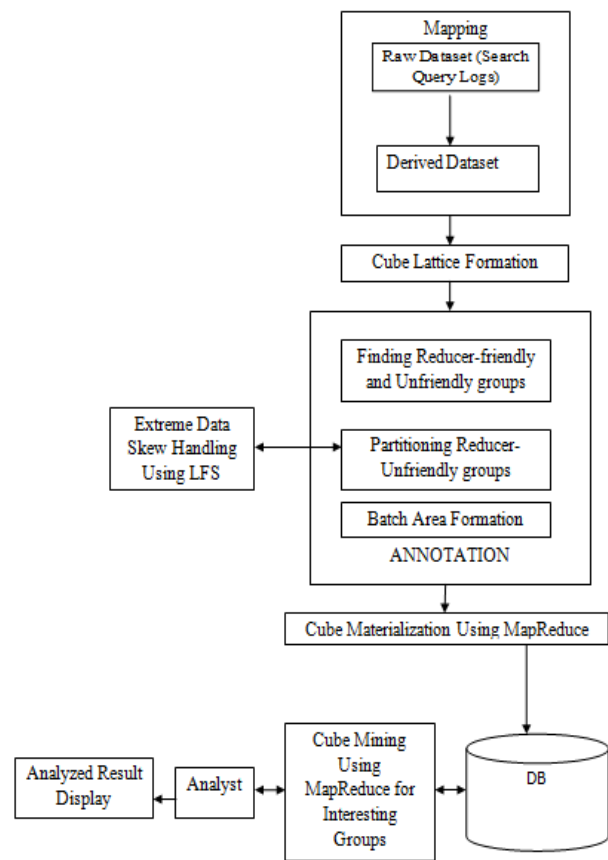 Mapping
Raw Dataset (Search
Query Logs)
Derived Dataset
Cube Lattice Formation
Finding Reducer-friendly
and Unfriendly groups
Extreme Data
Skew Handling
Using LFS
Partitioning Reducer-
Unfriendly groups
Batch Area Formation
ANNOTATION
Cube Materialization Using MapReduce
Analyzed Result
Display
Analyst
Cube Mining
Using
MapReduce for
Interesting
Groups
DB